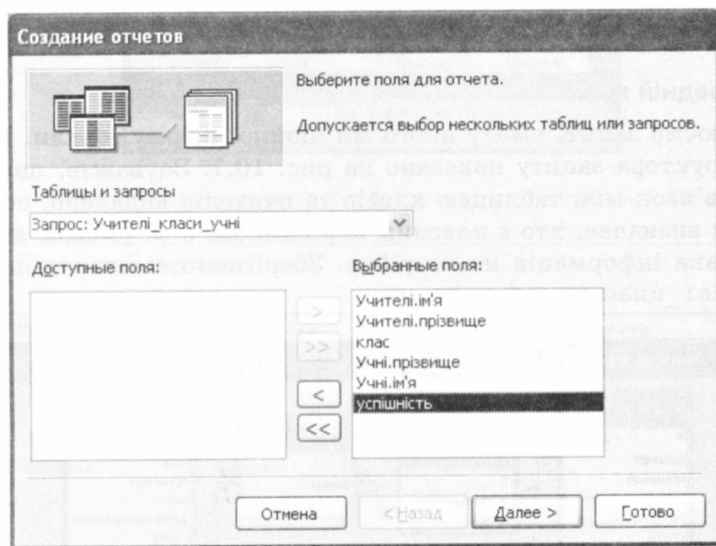 Создание отчетов
Выберите поля для отчета.
Допускается выбор нескольких таблиц или запросов.
Таблицы и запросы
Запрос: Учителі_класи_учні
Доступные поля:
Выбранные поля:
Учителі.ім'я
Учителі.прізвище
клас
Учні.прізвище
Учні.ім'я
успішність
>
>>
<
<<
Отмена
< Назад
Далее >
Готово